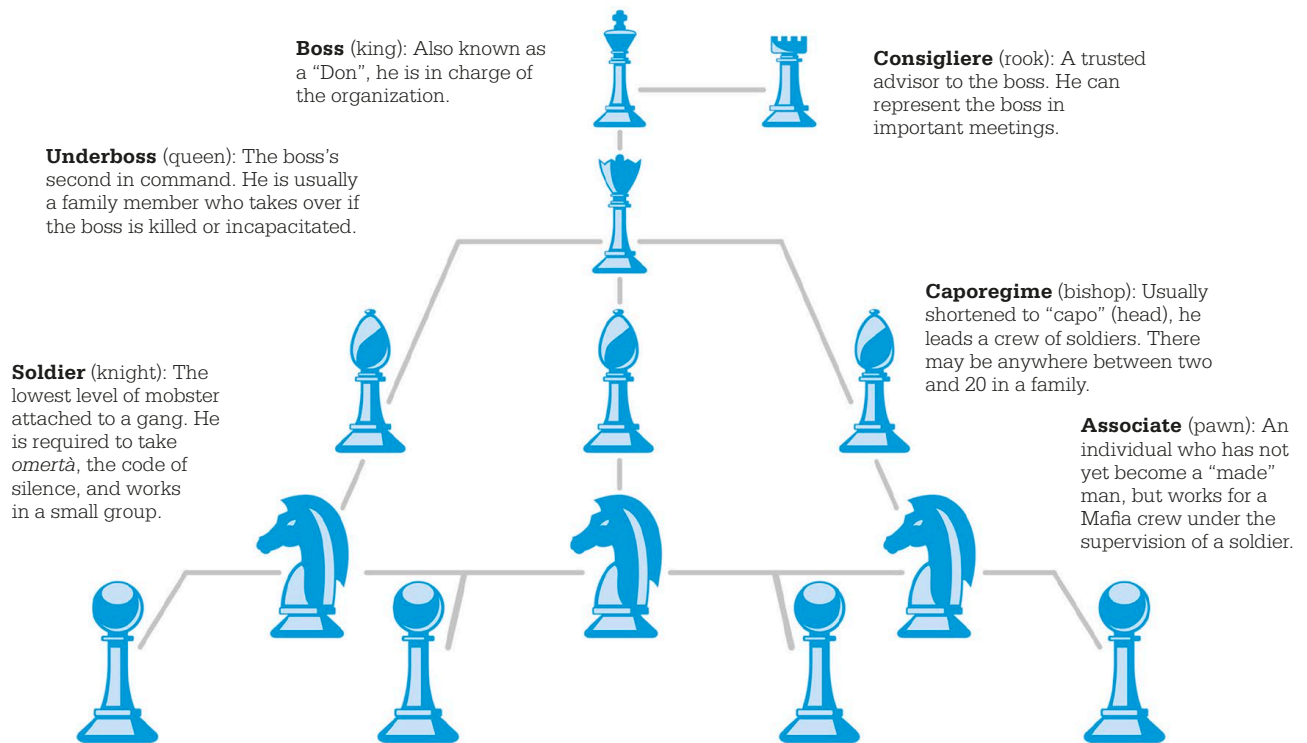 Boss (king): Also known as
a “Don”, he is in charge of
the organization.
Consigliere (rook): A trusted
advisor to the boss. He can
represent the boss in
important meetings.
Underboss (queen): The boss’s
second in command. He is usually
a family member who takes over if
the boss is killed or incapacitated.
Caporegime (bishop): Usually
shortened to “capo” (head), he
leads a crew of soldiers. There
may be anywhere between two
and 20 in a family.
Soldier (knight): The
lowest level of mobster
attached to a gang. He
is required to take
omertà, the code of
silence, and works
in a small group.
Associate (pawn): An
individual who has not
yet become a “made”
man, but works for a
Mafia crew under the
supervision of a soldier.